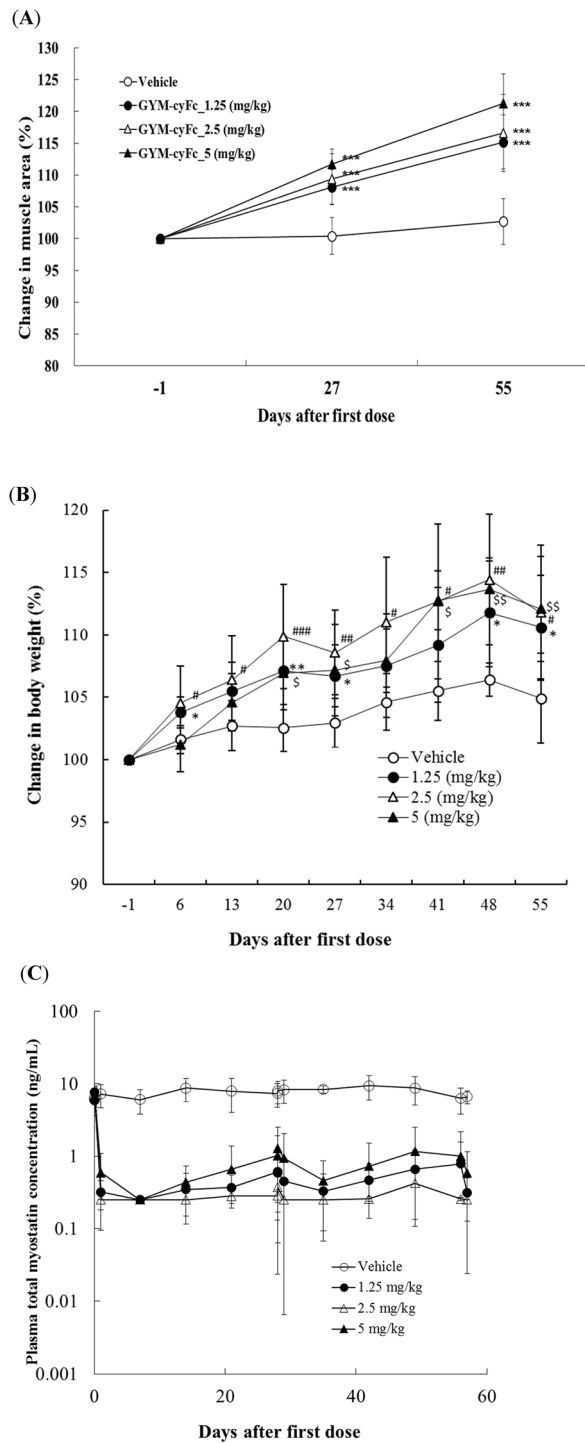 (A)
Change in muscle area (%)
130
125
120
115
110
105
100
95
90
85
80
Vehicle
GYM-cyFc_1.25 (mg/kg)
GYM-cyFc_2.5 (mg/kg)
GYM-cyFc_5 (mg/kg)
***
***
***
***
***
***
-1 27 55
Days after first dose
(B)
Change in body weight (%)
120
115
110
105
100
90
#
*
#
###
**
$
##
$
*
#
#
$
##
$$
*
$$
#
*
Vehicle
1.25 (mg/kg)
2.5 (mg/kg)
5 (mg/kg)
-1 6 13 20 27 34 41 48 55
Days after first dose
(C)
Plasma total myostatin concentration (ng/mL)
100
10
1
0.1
0.01
0.001
Vehicle
1.25 mg/kg
2.5 mg/kg
5 mg/kg
0 20 40 60
Days after first dose